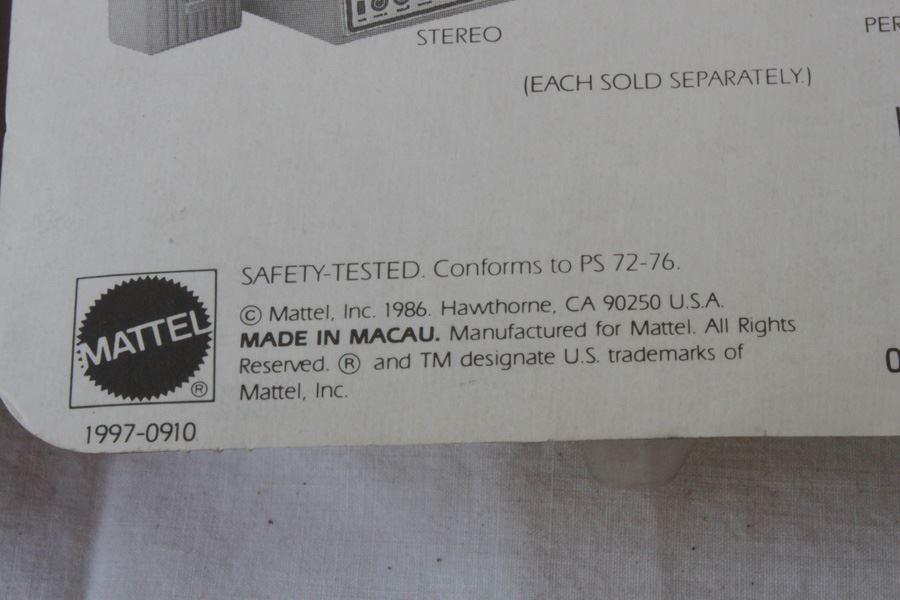 STEREO
PER
(EACH SOLD SEPARATELY.)
SAFETY-TESTED. Conforms to PS 72-76.
© Mattel, Inc. 1986. Hawthorne, CA 90250 U.S.A.
MADE IN MACAU. Manufactured for Mattel. All Rights
Reserved. ® and TM designate U.S. trademarks of
Mattel, Inc.
MATTEL
®
1997-0910